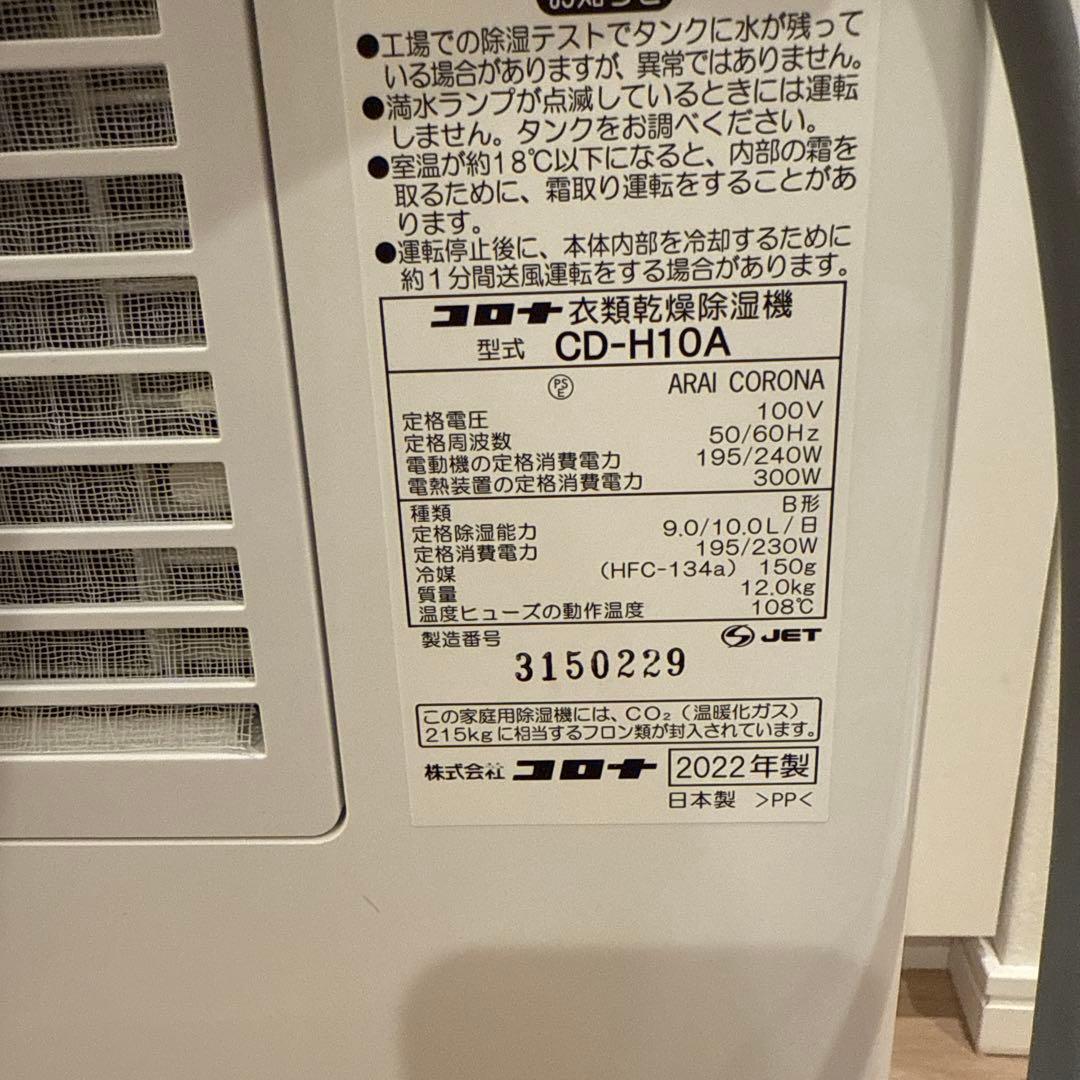 ●工場での除湿テストでタンクに水が残って
いる場合がありますが、異常ではありません。
●満水ランプが点滅しているときには運転
しません。タンクをお調べください。
●室温が約18℃以下になると、内部の霜を
取るために、霜取り運転をすることがあ
ります。
●運転停止後に、本体内部を冷却するために
約1分間送風運転をする場合があります。
コロナ 衣類乾燥除湿機
型式 CD-H10A
PSE ARAI CORONA
定格電圧 100V
定格周波数 50/60Hz
電動機の定格消費電力 195/240W
電熱装置の定格消費電力 300W
種類 B形
定格除湿能力 9.0/10.0L/日
定格消費電力 195/230W
冷媒 (HFC-134a) 150g
質量 12.0kg
温度ヒューズの動作温度 108℃
製造番号 JET
3150229
この家庭用除湿機には、CO₂(温暖化ガス)
215kgに相当するフロン類が封入されています。
株式会社 コロナ 2022年製
日本製 >PP<